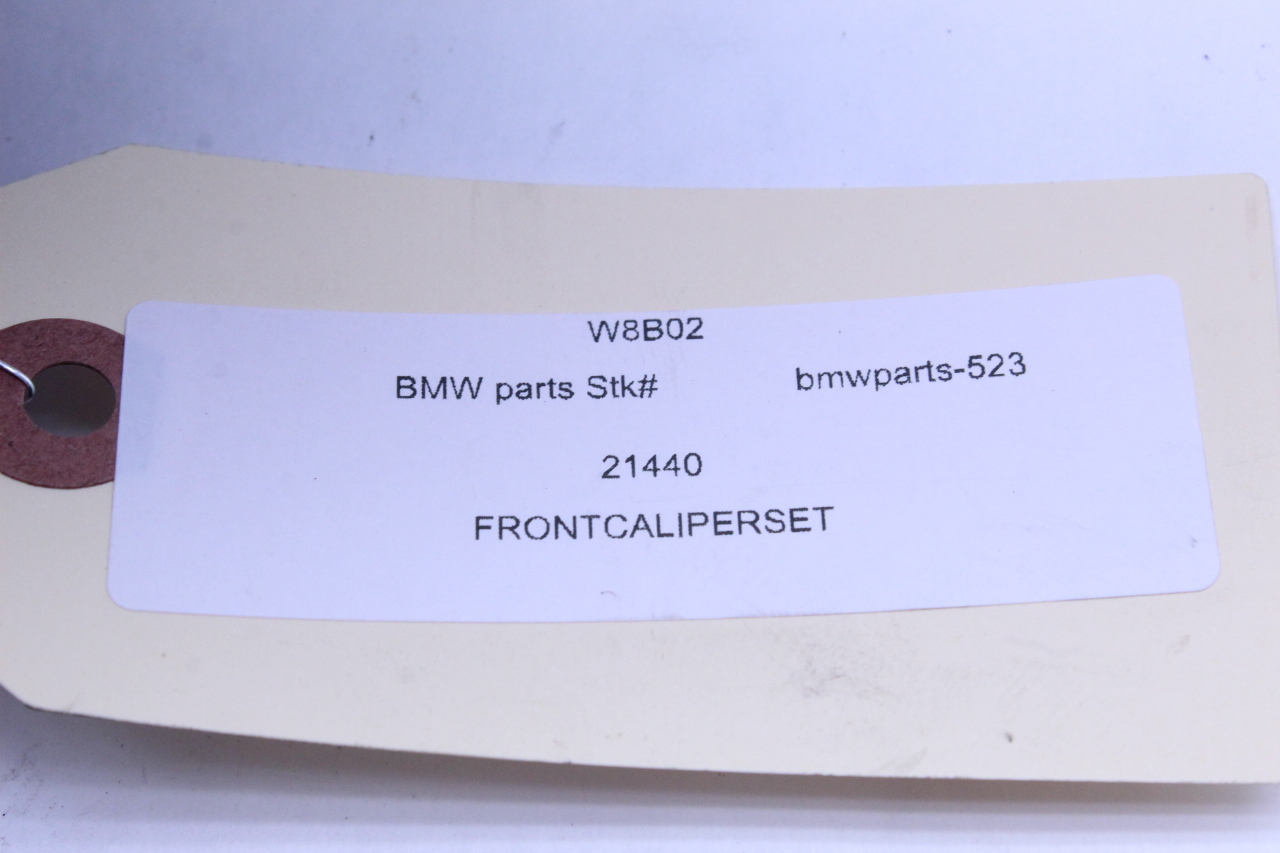 W8B02
BMW parts Stk# bmwparts-523
21440
FRONTCALIPERSET